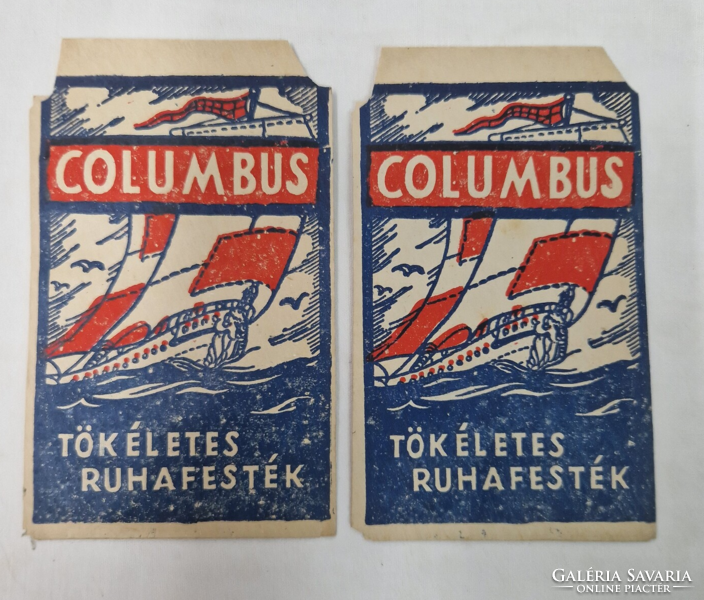 COLUMBUS
TÖKÉLETES
RUHAFESTÉK
COLUMBUS
TÖKÉLETES
RUHAFESTÉK
GALÉRIA SAVARIA
ONLINE PIACTÉR